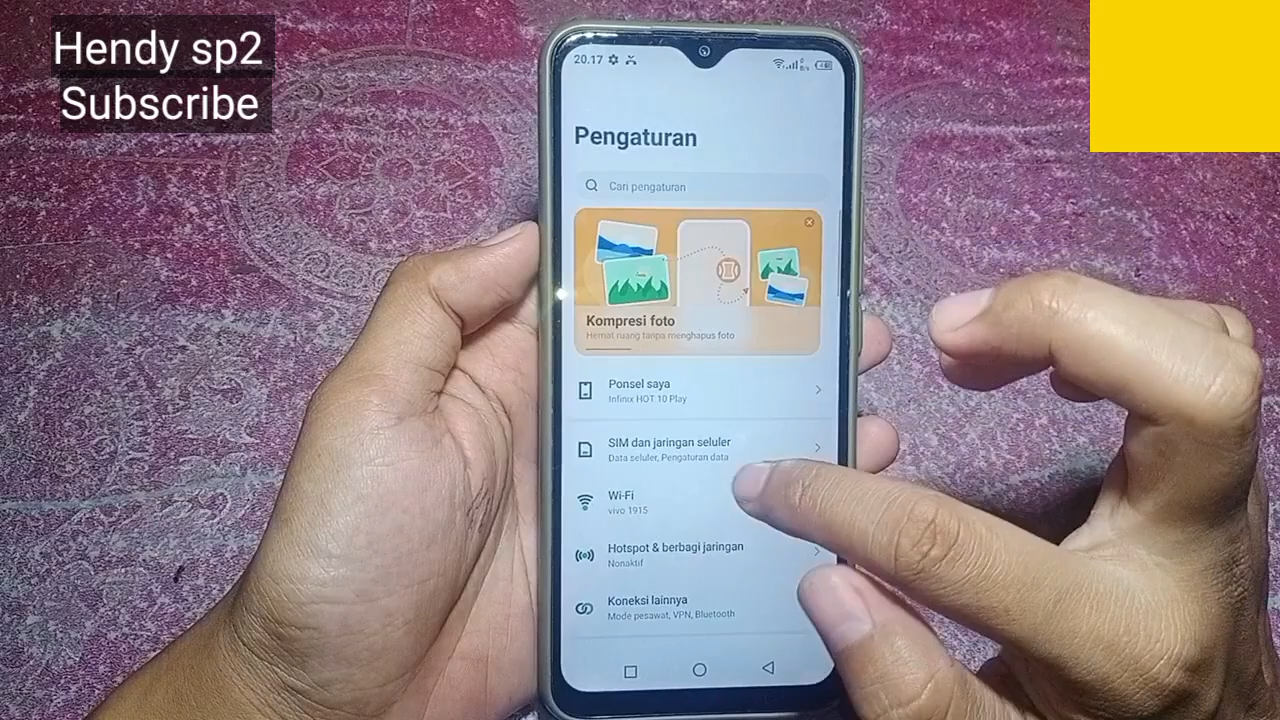 Hendy sp2
Subscribe
20.17
Pengaturan
Cari pengaturan
Kompresi foto
Hemat ruang tanpa menghapus foto
Ponsel saya
Infinix HOT 10 Play
SIM dan jaringan seluler
Data seluler, Pengaturan data
Wi-Fi
vivo 1915
Hotspot & berbagi jaringan
Nonaktif
Koneksi lainnya
Mode pesawat, VPN, Bluetooth